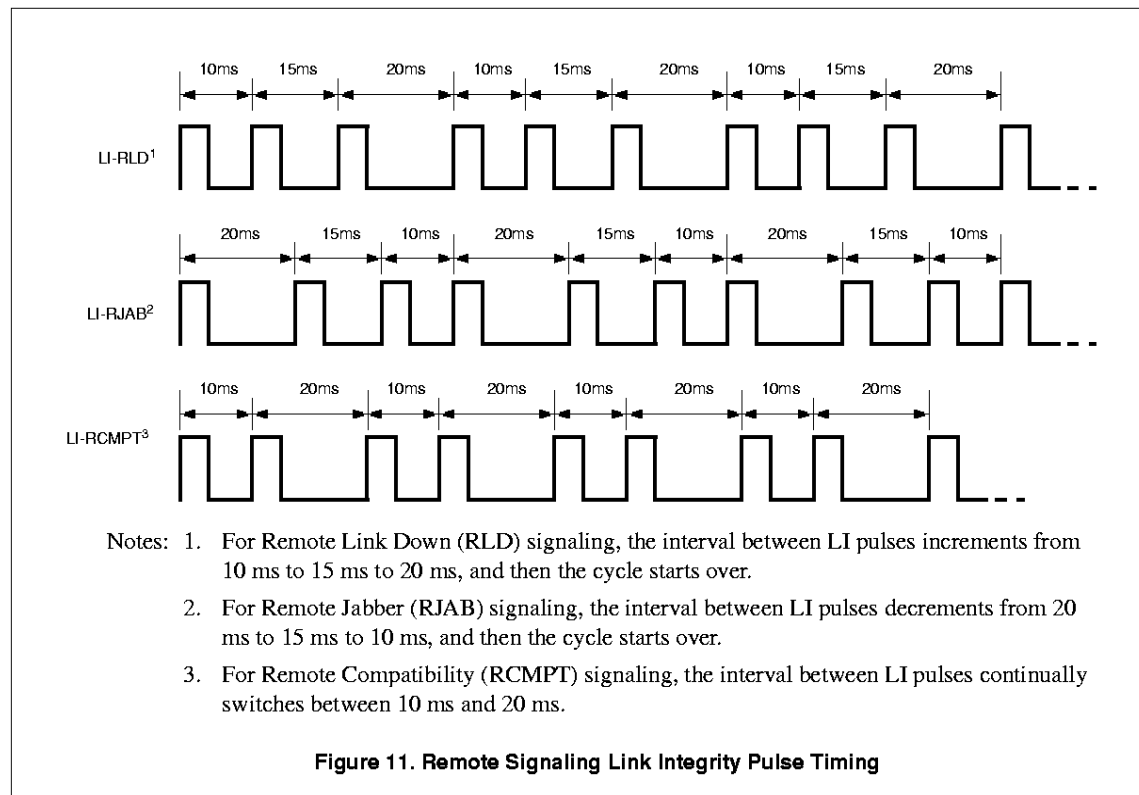 10ms 15ms 20ms 10ms 15ms 20ms 10ms 15ms 20ms
LI-RLD1
20ms 15ms 10ms 20ms 15ms 10ms 20ms 15ms 10ms
LI-RJAB2
10ms 20ms 10ms 20ms 10ms 20ms 10ms 20ms
LI-RCMPT3
Notes: 1. For Remote Link Down (RLD) signaling, the interval between LI pulses increments from
10 ms to 15 ms to 20 ms, and then the cycle starts over.
2. For Remote Jabber (RJAB) signaling, the interval between LI pulses decrements from 20
ms to 15 ms to 10 ms, and then the cycle starts over.
3. For Remote Compatibility (RCMPT) signaling, the interval between LI pulses continually
switches between 10 ms and 20 ms.
Figure 11. Remote Signaling Link Integrity Pulse Timing